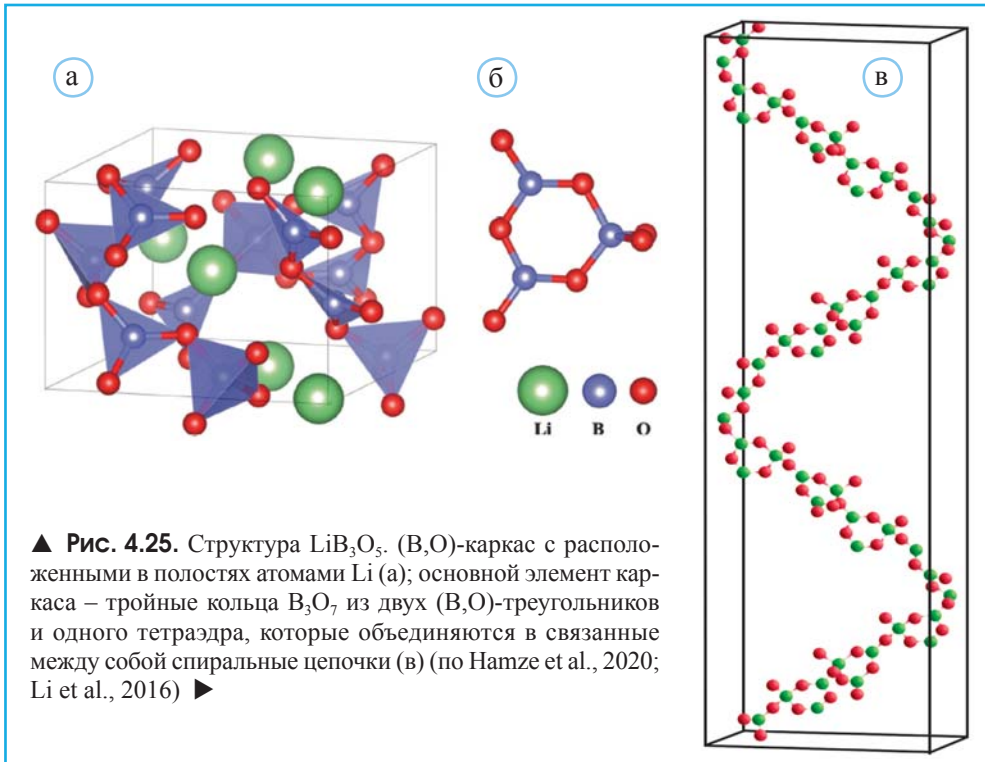 а
б
в
Li B O
▲ Рис. 4.25. Структура LiB₃O₅. (B,O)-каркас с располо-
женными в полостях атомами Li (а); основной элемент кар-
каса – тройные кольца B₃O₇ из двух (B,O)-треугольников
и одного тетраэдра, которые объединяются в связанные
между собой спиральные цепочки (в) (по Hamze et al., 2020;
Li et al., 2016) ▶